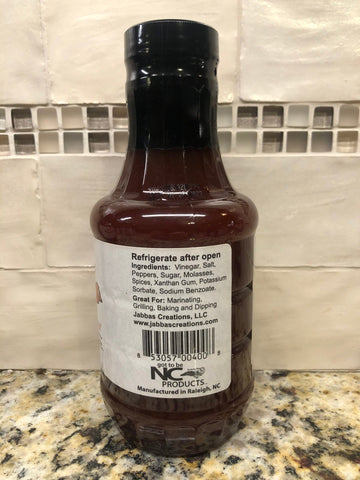 Refrigerate after open
Ingredients: Vinegar, Salt,
Peppers, Sugar, Molasses,
Spices, Xanthan Gum, Potassium
Sorbate, Sodium Benzoate.
Great For: Marinating,
Grilling, Baking and Dipping
Jabbas Creations, LLC
www.jabbascreations.com
8 53057 00400 8
got to be
NC
PRODUCTS
Manufactured in Raleigh, NC